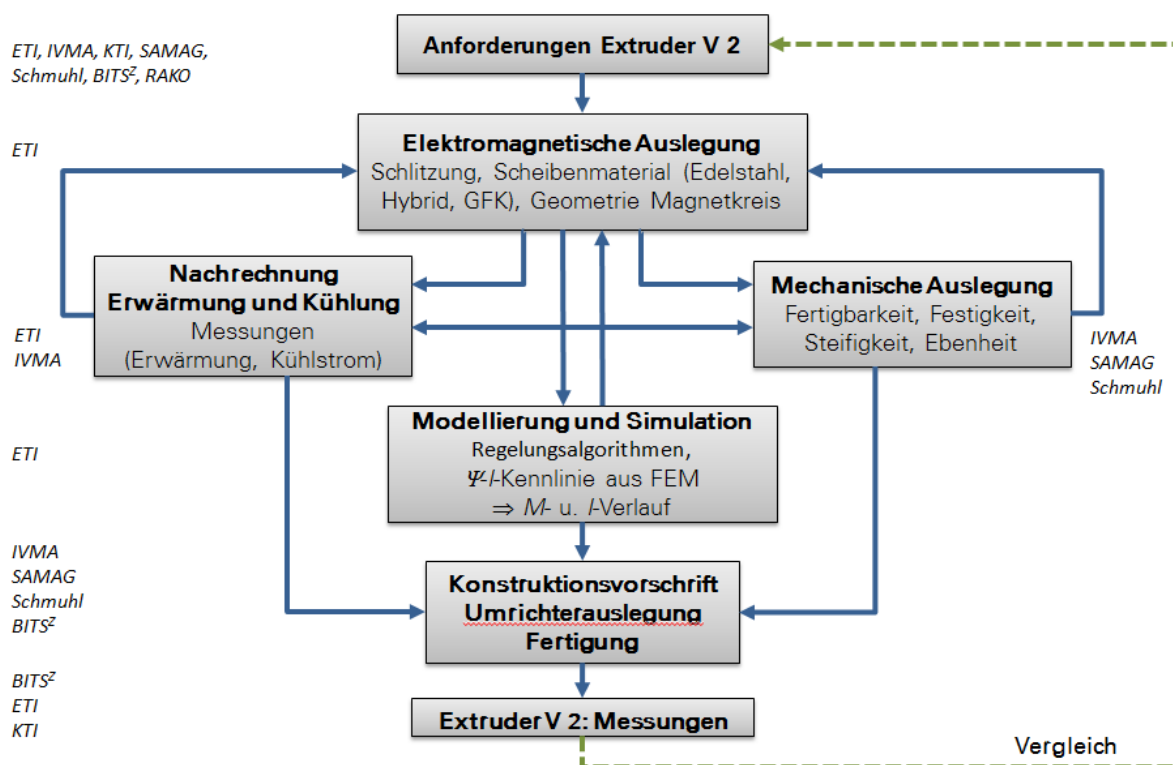 Anforderungen Extruder V 2
ETI, IVMA, KTI, SAMAG,
Schmuhl, BITSᶻ, RAKO
Elektromagnetische Auslegung
Schlitzung, Scheibenmaterial (Edelstahl,
Hybrid, GFK), Geometrie Magnetkreis
ETI
Nachrechnung
Erwärmung und Kühlung
Messungen
(Erwärmung, Kühlstrom)
ETI
IVMA
Mechanische Auslegung
Fertigbarkeit, Festigkeit,
Steifigkeit, Ebenheit
IVMA
SAMAG
Schmuhl
Modellierung und Simulation
Regelungsalgorithmen,
Ψ-I-Kennlinie aus FEM
⇒ M- u. I-Verlauf
ETI
Konstruktionsvorschrift
Umrichterauslegung
Fertigung
IVMA
SAMAG
Schmuhl
BITSᶻ
Extruder V 2: Messungen
BITSᶻ
ETI
KTI
Vergleich